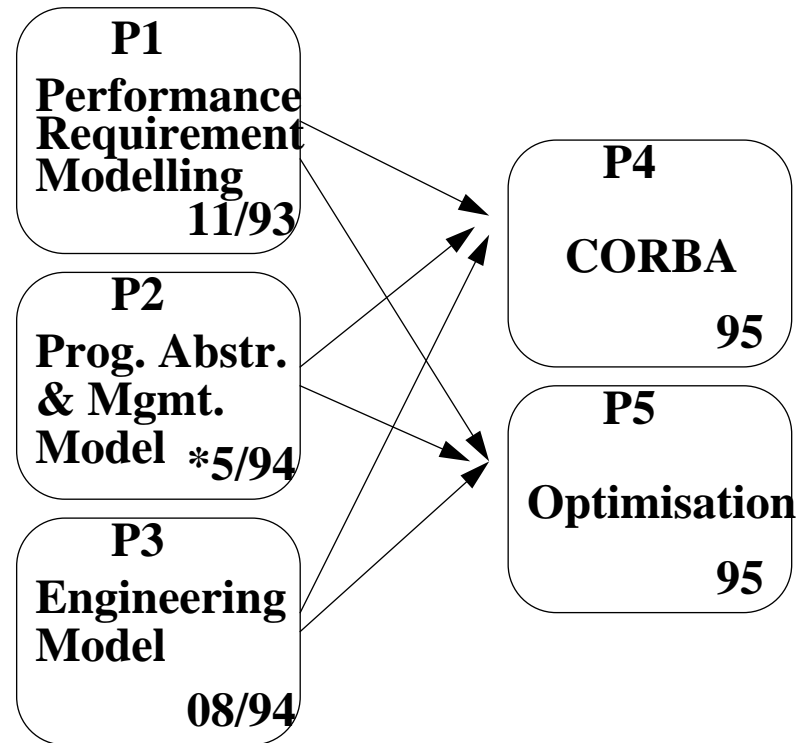 P1
Performance
Requirement
Modelling
11/93
P2
Prog. Abstr.
& Mgmt.
Model
*5/94
P3
Engineering
Model
08/94
P4
CORBA
95
P5
Optimisation
95